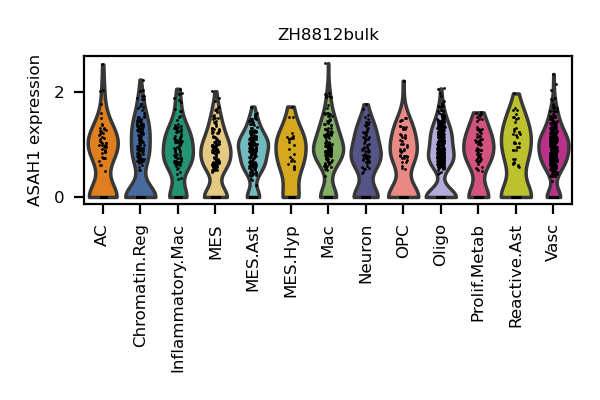 ZH8812bulk
ASAH1 expression
2
0
AC
Chromatin.Reg
Inflammatory.Mac
MES
MES.Ast
MES.Hyp
Mac
Neuron
OPC
Oligo
Prolif.Metab
Reactive.Ast
Vasc